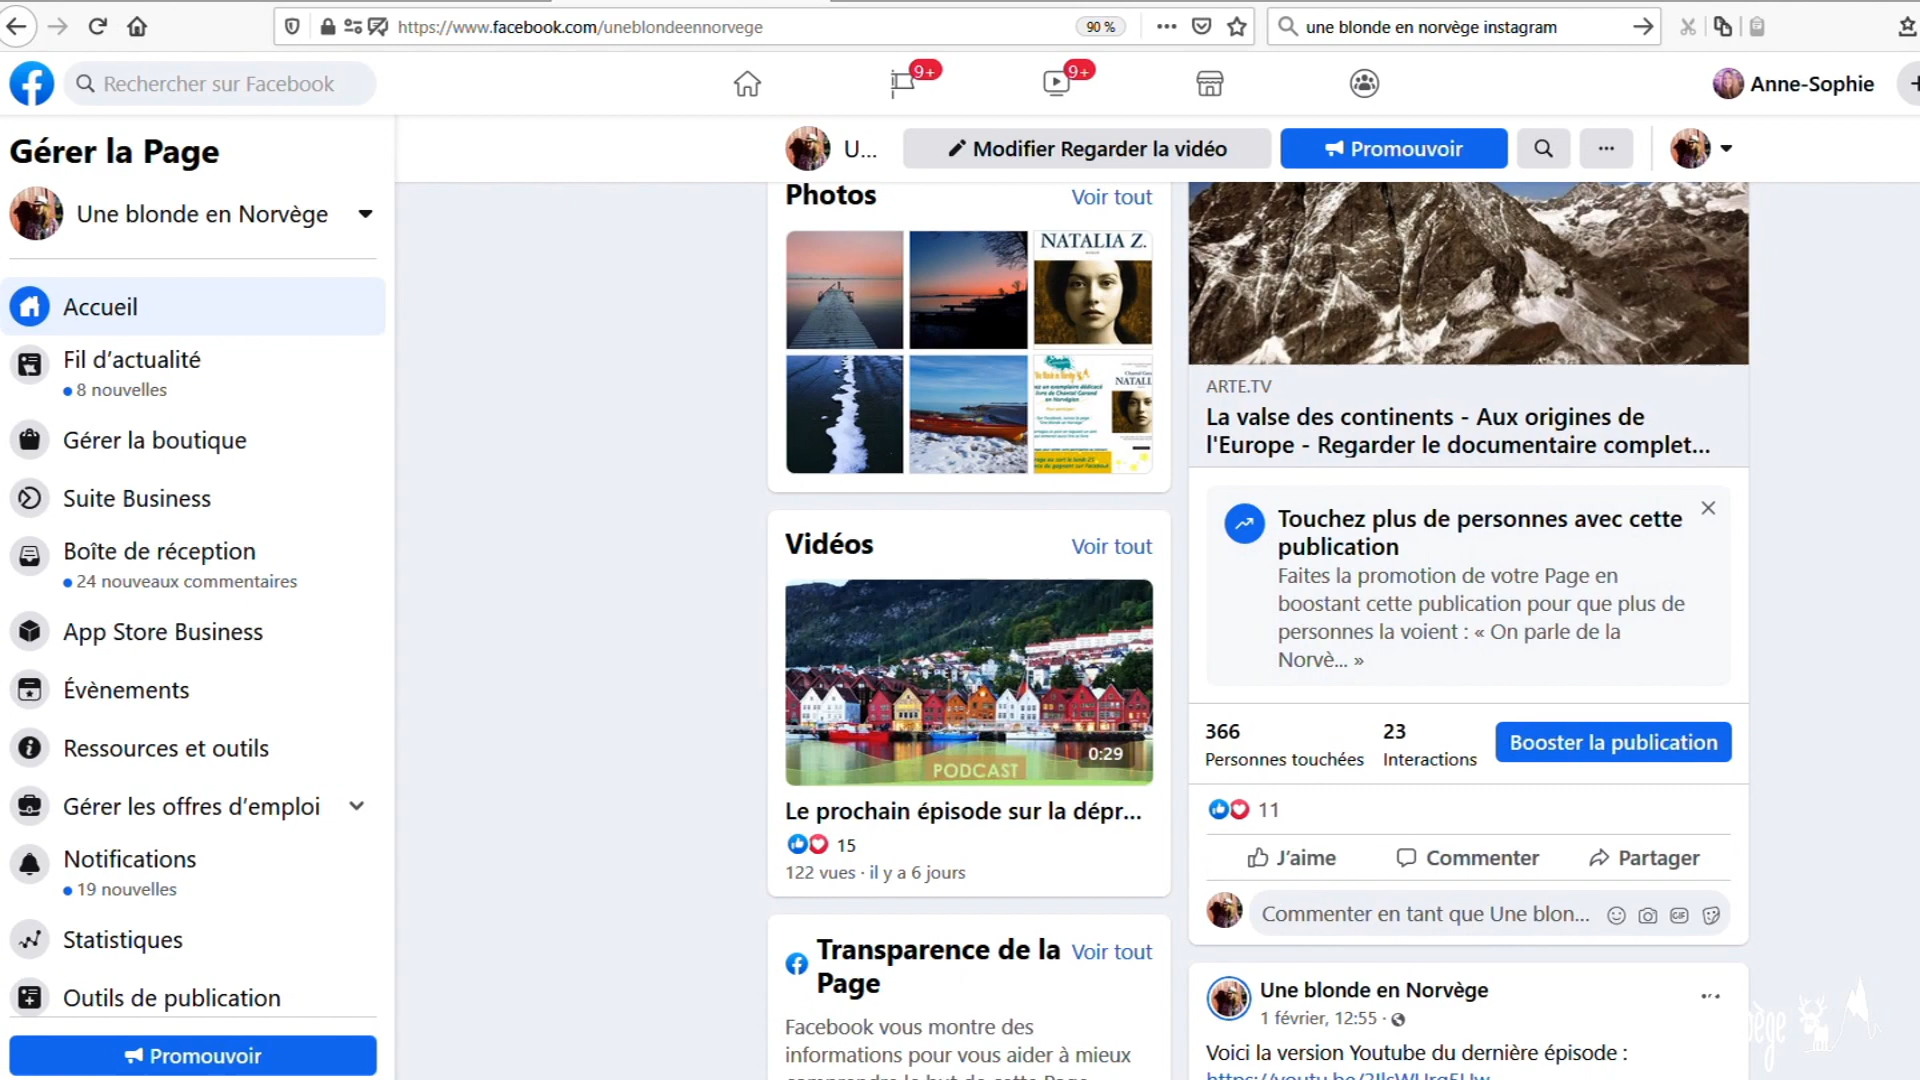 https://www.facebook.com/uneblondeennorvege
90 %
une blonde en norvège instagram
Rechercher sur Facebook
9+
9+
Anne-Sophie
Gérer la Page
Une blonde en Norvège
Accueil
Fil d’actualité
8 nouvelles
Gérer la boutique
Suite Business
Boîte de réception
24 nouveaux commentaires
App Store Business
Évènements
Ressources et outils
Gérer les offres d’emploi
Notifications
19 nouvelles
Statistiques
Outils de publication
Promouvoir
U...
Modifier Regarder la vidéo
Promouvoir
Photos
Voir tout
NATALIA Z.
Vidéos
Voir tout
PODCAST
0:29
Le prochain épisode sur la dépr...
15
122 vues · il y a 6 jours
Transparence de la
Page
Voir tout
Facebook vous montre des
informations pour vous aider à mieux
comprendre le but de cette Page.
ARTE.TV
La valse des continents - Aux origines de
l'Europe - Regarder le documentaire complet...
Touchez plus de personnes avec cette
publication
Faites la promotion de votre Page en
boostant cette publication pour que plus de
personnes la voient : « On parle de la
Norvè... »
366
Personnes touchées
23
Interactions
Booster la publication
11
J’aime
Commenter
Partager
Commenter en tant que Une blon...
GIF
Une blonde en Norvège
1 février, 12:55 ·
Voici la version Youtube du dernière épisode :